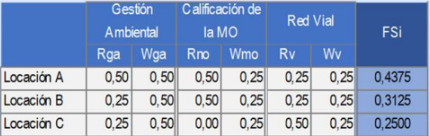 Gestión Ambiental Calificación de la MO Red Vial FSi
Rga Wga Rno Wmo Rv Wv
Locación A 0,50 0,50 0,50 0,25 0,25 0,25 0,4375
Locación B 0,25 0,50 0,50 0,25 0,25 0,25 0,3125
Locación C 0,25 0,50 0,00 0,25 0,50 0,25 0,2500